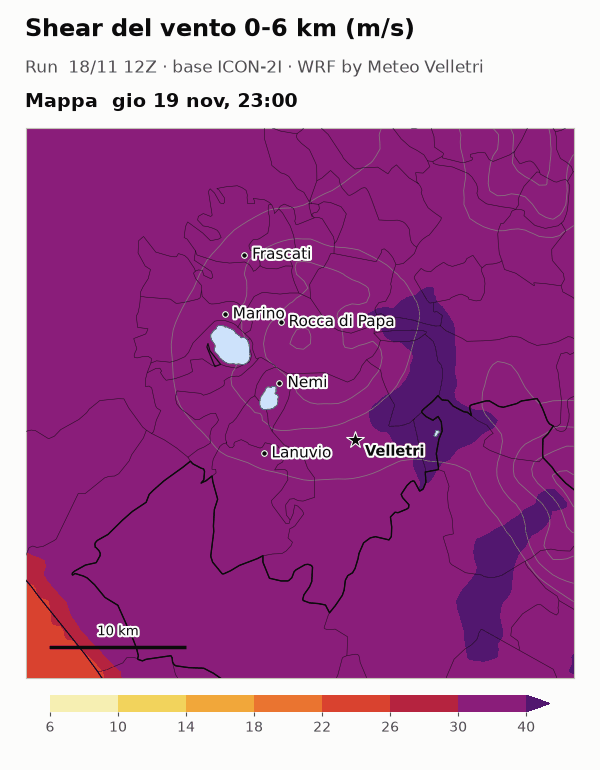 Shear del vento 0-6 km (m/s)
Run  18/11 12Z · base ICON-2I · WRF by Meteo Velletri
Mappa  gio 19 nov, 23:00
Frascati
Marino
Rocca di Papa
Nemi
Velletri
Lanuvio
10 km
6 10 14 18 22 26 30 40